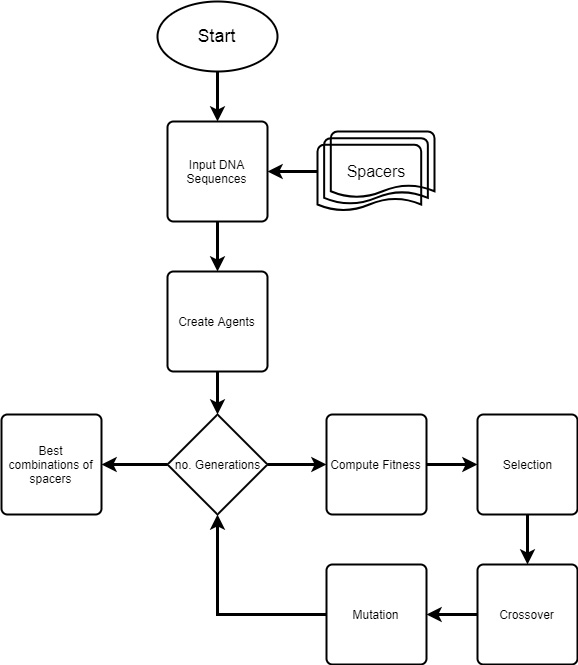 Start
Input DNA
Sequences
Spacers
Create Agents
Best
combinations of
spacers
no. Generations
Compute Fitness
Selection
Mutation
Crossover